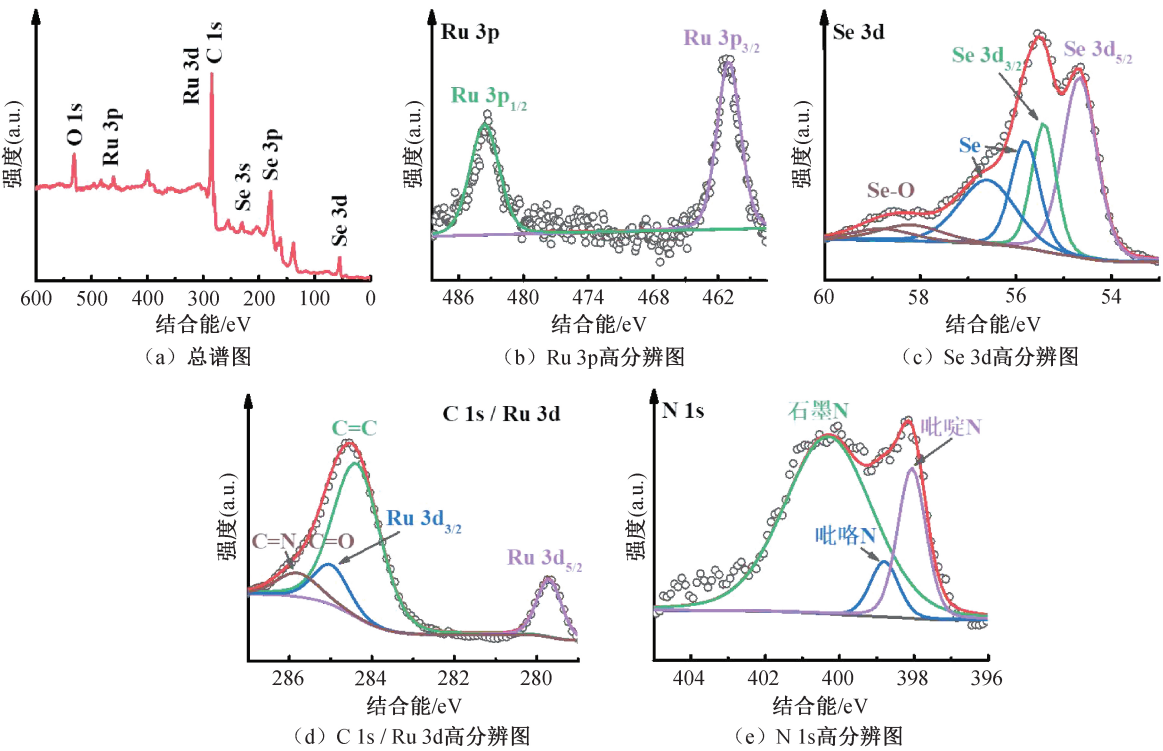 强度(a.u.)
O 1s
Ru 3p
Ru 3d
C 1s
Se 3s
Se 3p
Se 3d
600 500 400 300 200 100 0
结合能/eV
（a）总谱图
强度(a.u.)
Ru 3p
Ru 3p1/2
Ru 3p3/2
486 480 474 468 462
结合能/eV
（b）Ru 3p高分辨图
强度(a.u.)
Se 3d
Se 3d3/2
Se 3d5/2
Se
Se-O
60 58 56 54
结合能/eV
（c）Se 3d高分辨图
强度(a.u.)
C 1s / Ru 3d
C=C
Ru 3d3/2
C=N C=O
Ru 3d5/2
286 284 282 280
结合能/eV
（d）C 1s / Ru 3d高分辨图
强度(a.u.)
N 1s
石墨N
吡啶N
吡咯N
404 402 400 398 396
结合能/eV
（e）N 1s高分辨图